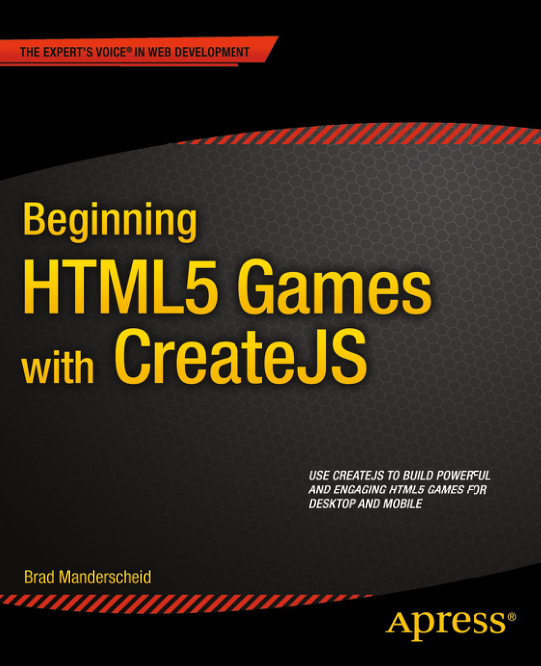 THE EXPERT'S VOICE® IN WEB DEVELOPMENT
Beginning
HTML5 Games
with CreateJS
USE CREATEJS TO BUILD POWERFUL
AND ENGAGING HTML5 GAMES FOR
DESKTOP AND MOBILE
Brad Manderscheid
Apress®